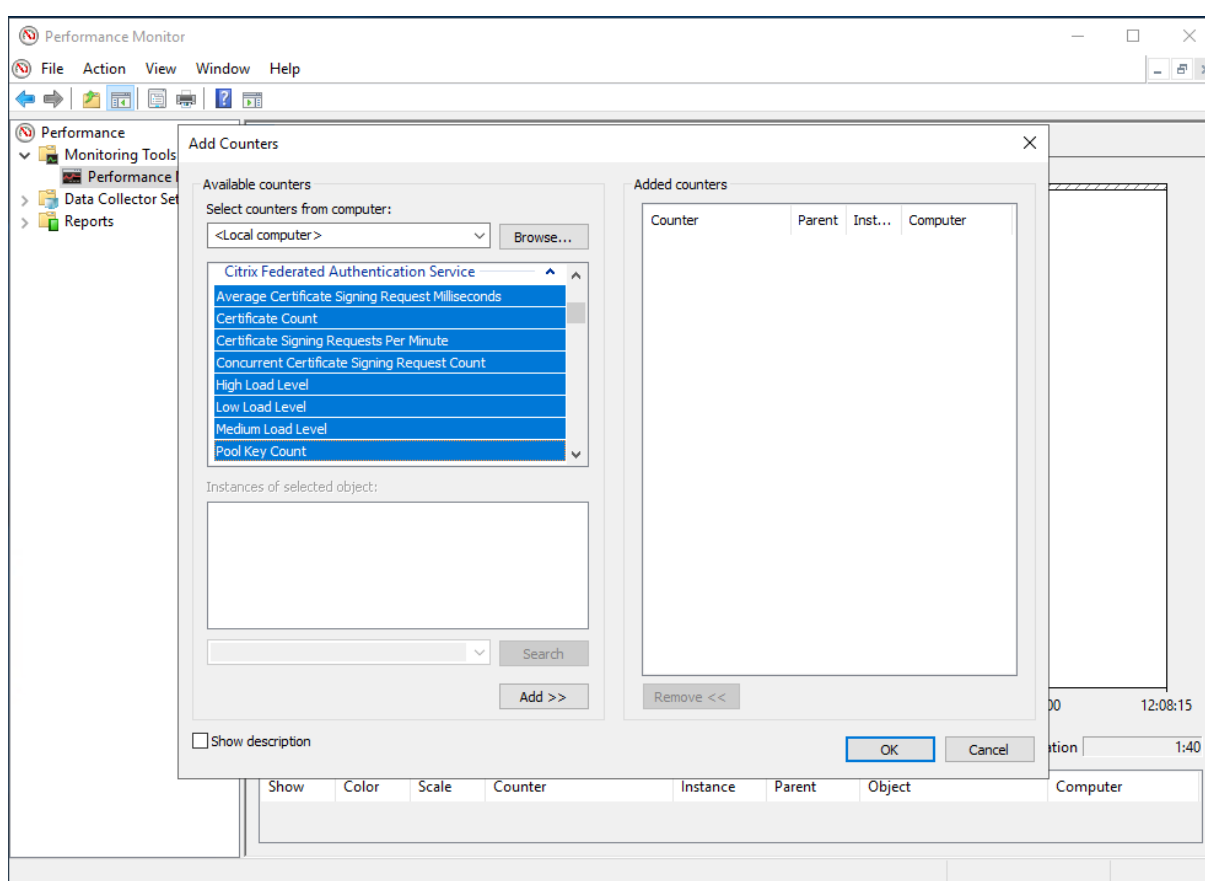 Performance Monitor
File Action View Window Help
Performance
Monitoring Tools
Performance
Data Collector Set
Reports
Add Counters
Available counters
Select counters from computer:
<Local computer>
Browse...
Citrix Federated Authentication Service
Average Certificate Signing Request Milliseconds
Certificate Count
Certificate Signing Requests Per Minute
Concurrent Certificate Signing Request Count
High Load Level
Low Load Level
Medium Load Level
Pool Key Count
Instances of selected object:
Search
Add >>
Show description
Added counters
Counter Parent Inst... Computer
Remove <<
OK Cancel
00 12:08:15
ation 1:40
Show Color Scale Counter Instance Parent Object Computer